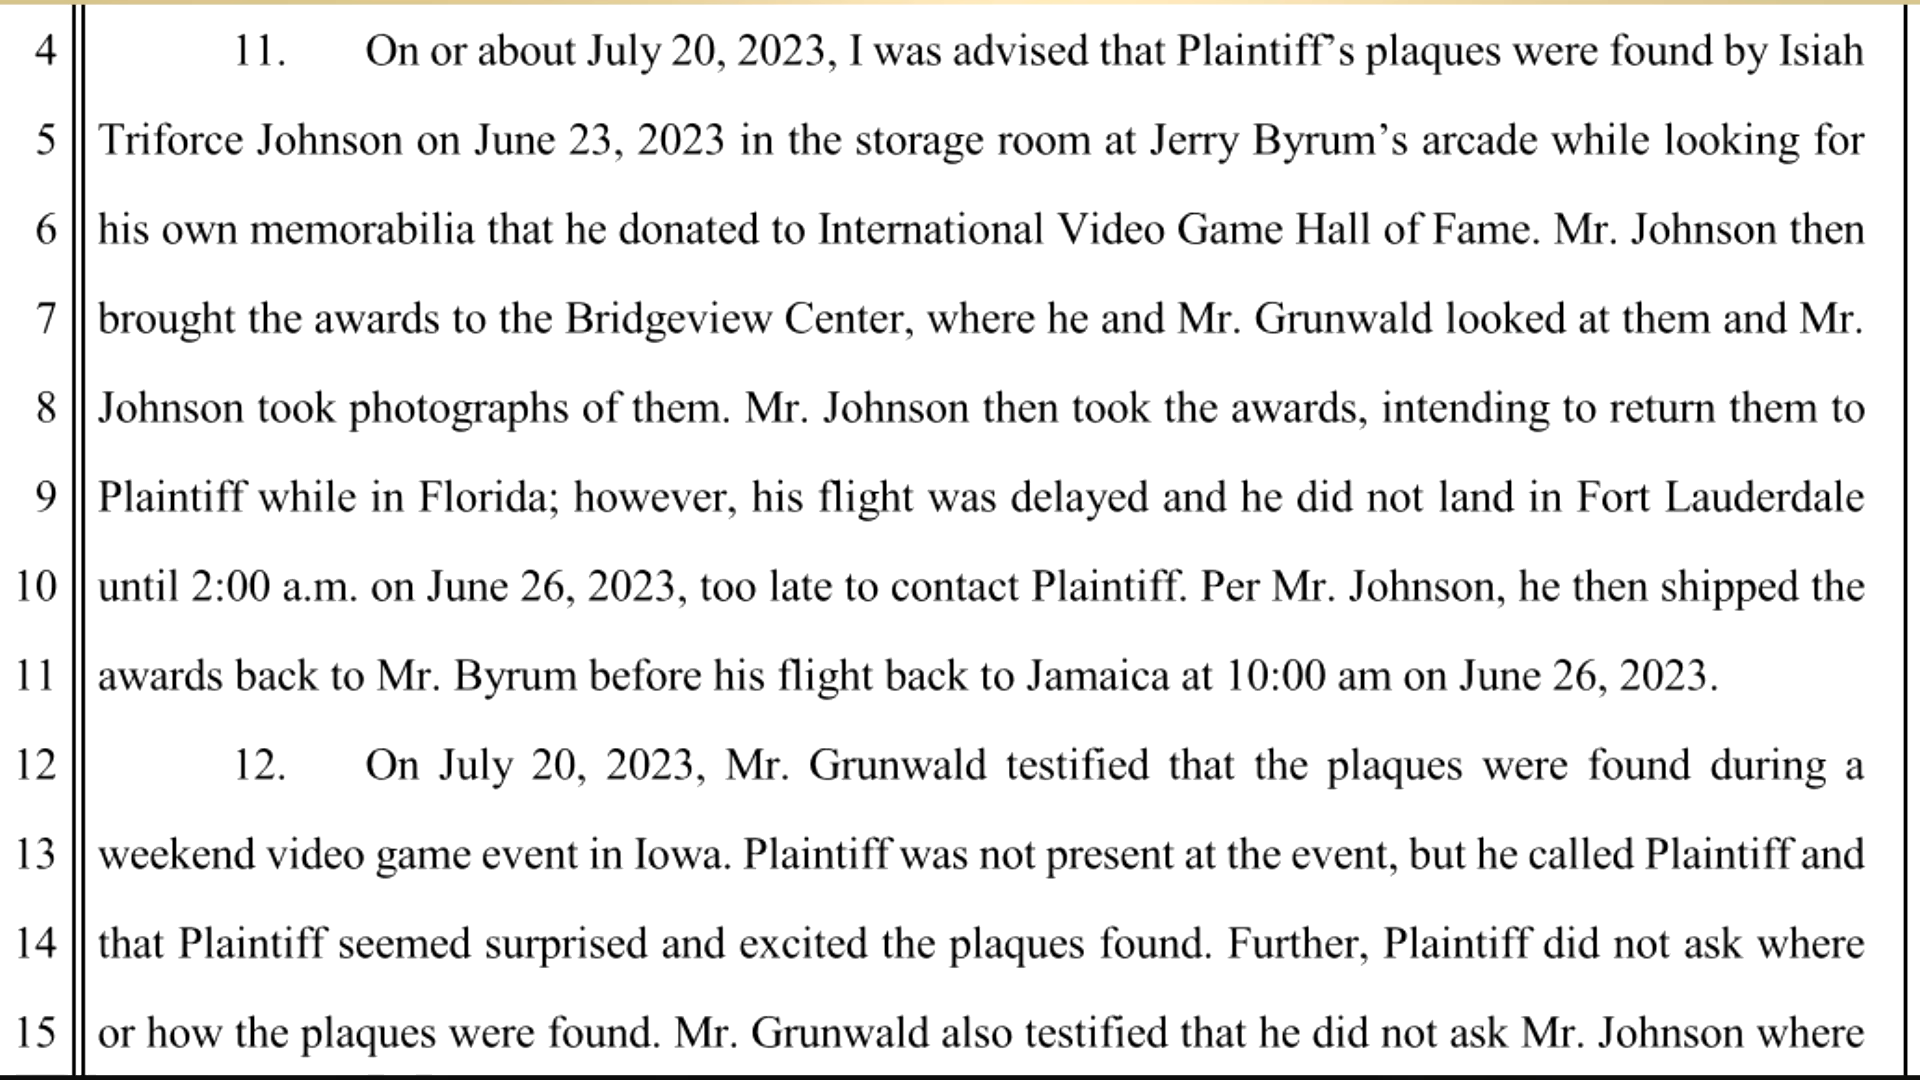 4 11. On or about July 20, 2023, I was advised that Plaintiff’s plaques were found by Isiah
5 Triforce Johnson on June 23, 2023 in the storage room at Jerry Byrum’s arcade while looking for
6 his own memorabilia that he donated to International Video Game Hall of Fame. Mr. Johnson then
7 brought the awards to the Bridgeview Center, where he and Mr. Grunwald looked at them and Mr.
8 Johnson took photographs of them. Mr. Johnson then took the awards, intending to return them to
9 Plaintiff while in Florida; however, his flight was delayed and he did not land in Fort Lauderdale
10 until 2:00 a.m. on June 26, 2023, too late to contact Plaintiff. Per Mr. Johnson, he then shipped the
11 awards back to Mr. Byrum before his flight back to Jamaica at 10:00 am on June 26, 2023.
12 12. On July 20, 2023, Mr. Grunwald testified that the plaques were found during a
13 weekend video game event in Iowa. Plaintiff was not present at the event, but he called Plaintiff and
14 that Plaintiff seemed surprised and excited the plaques found. Further, Plaintiff did not ask where
15 or how the plaques were found. Mr. Grunwald also testified that he did not ask Mr. Johnson where